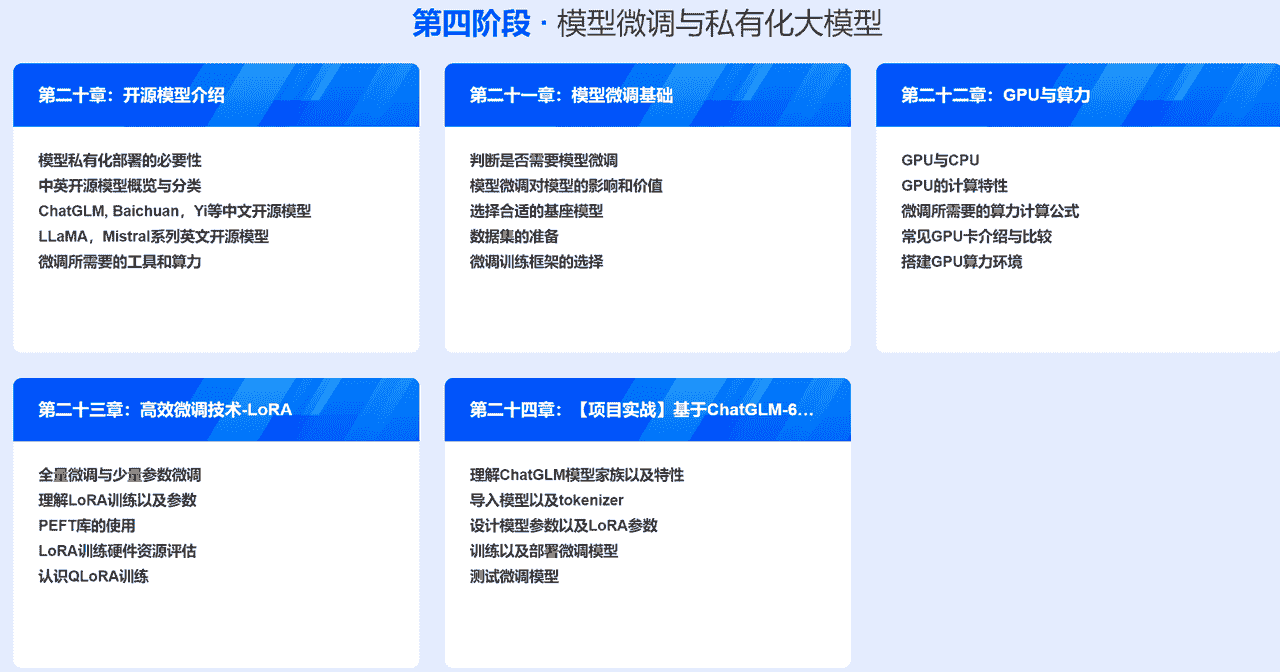 第四阶段 · 模型微调与私有化大模型
第二十章：开源模型介绍
模型私有化部署的必要性
中英开源模型概览与分类
ChatGLM, Baichuan，Yi等中文开源模型
LLaMA，Mistral系列英文开源模型
微调所需要的工具和算力
第二十一章：模型微调基础
判断是否需要模型微调
模型微调对模型的影响和价值
选择合适的基座模型
数据集的准备
微调训练框架的选择
第二十二章：GPU与算力
GPU与CPU
GPU的计算特性
微调所需要的算力计算公式
常见GPU卡介绍与比较
搭建GPU算力环境
第二十三章：高效微调技术-LoRA
全量微调与少量参数微调
理解LoRA训练以及参数
PEFT库的使用
LoRA训练硬件资源评估
认识QLoRA训练
第二十四章：【项目实战】基于ChatGLM-6...
理解ChatGLM模型家族以及特性
导入模型以及tokenizer
设计模型参数以及LoRA参数
训练以及部署微调模型
测试微调模型